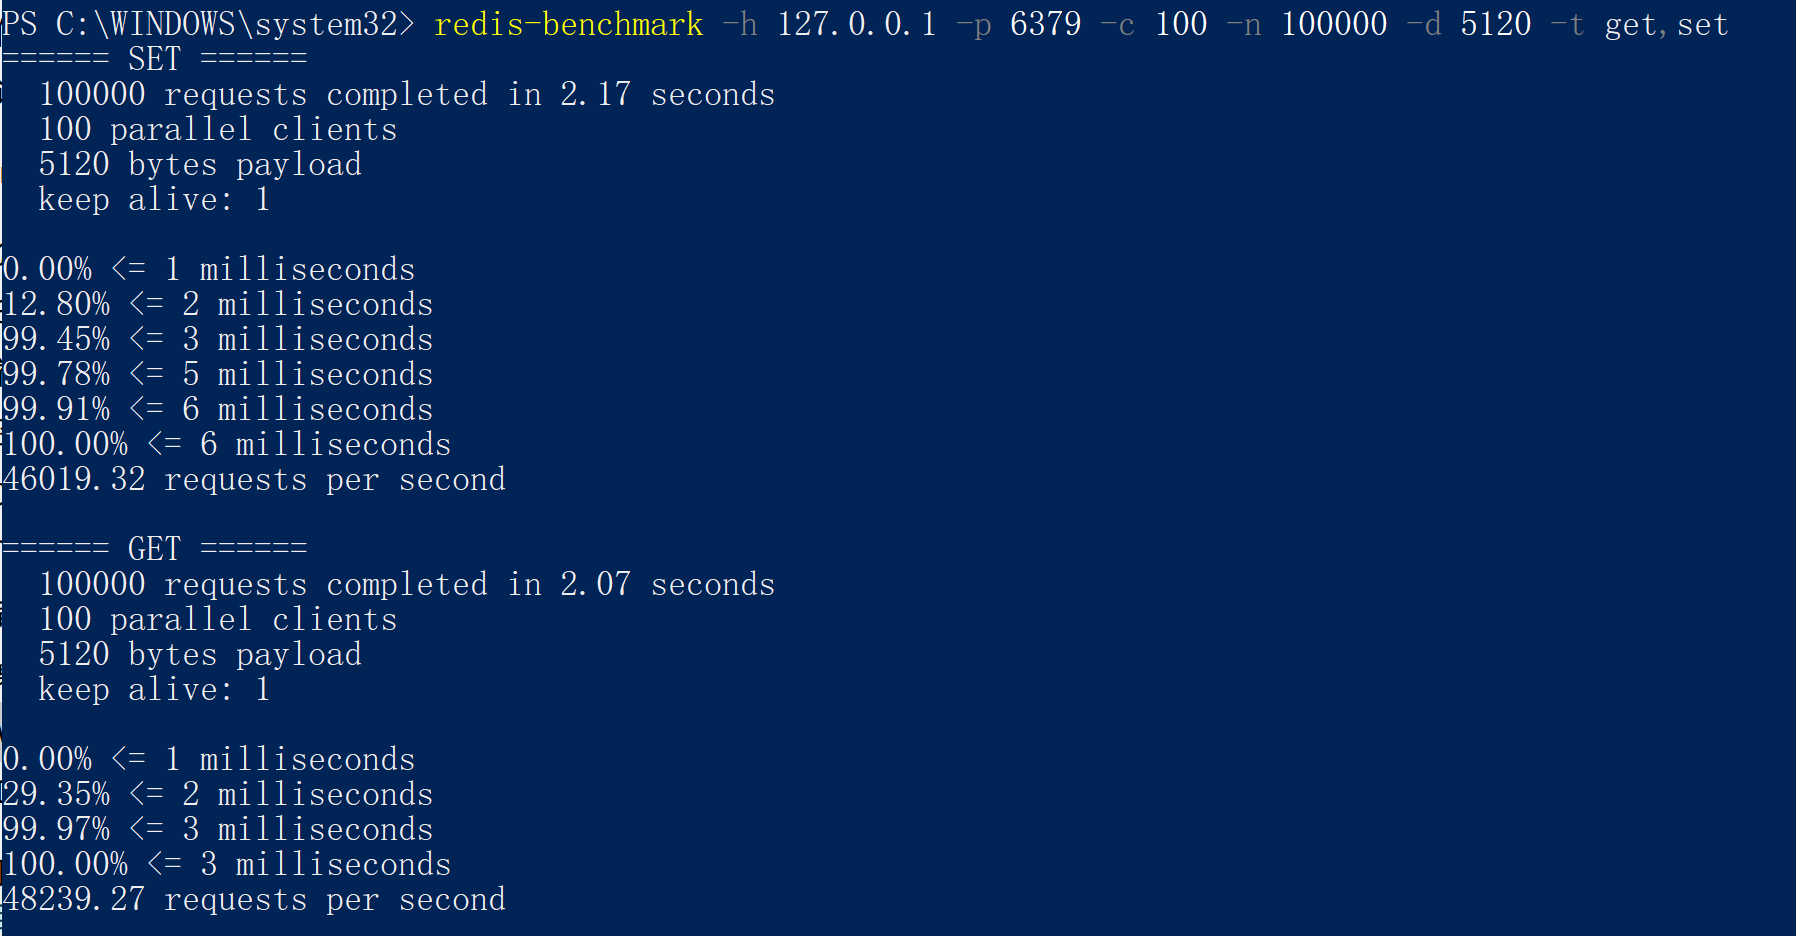 PS C:\WINDOWS\system32> redis-benchmark -h 127.0.0.1 -p 6379 -c 100 -n 100000 -d 5120 -t get,set
====== SET ======
  100000 requests completed in 2.17 seconds
  100 parallel clients
  5120 bytes payload
  keep alive: 1

0.00% <= 1 milliseconds
12.80% <= 2 milliseconds
99.45% <= 3 milliseconds
99.78% <= 5 milliseconds
99.91% <= 6 milliseconds
100.00% <= 6 milliseconds
46019.32 requests per second

====== GET ======
  100000 requests completed in 2.07 seconds
  100 parallel clients
  5120 bytes payload
  keep alive: 1

0.00% <= 1 milliseconds
29.35% <= 2 milliseconds
99.97% <= 3 milliseconds
100.00% <= 3 milliseconds
48239.27 requests per second